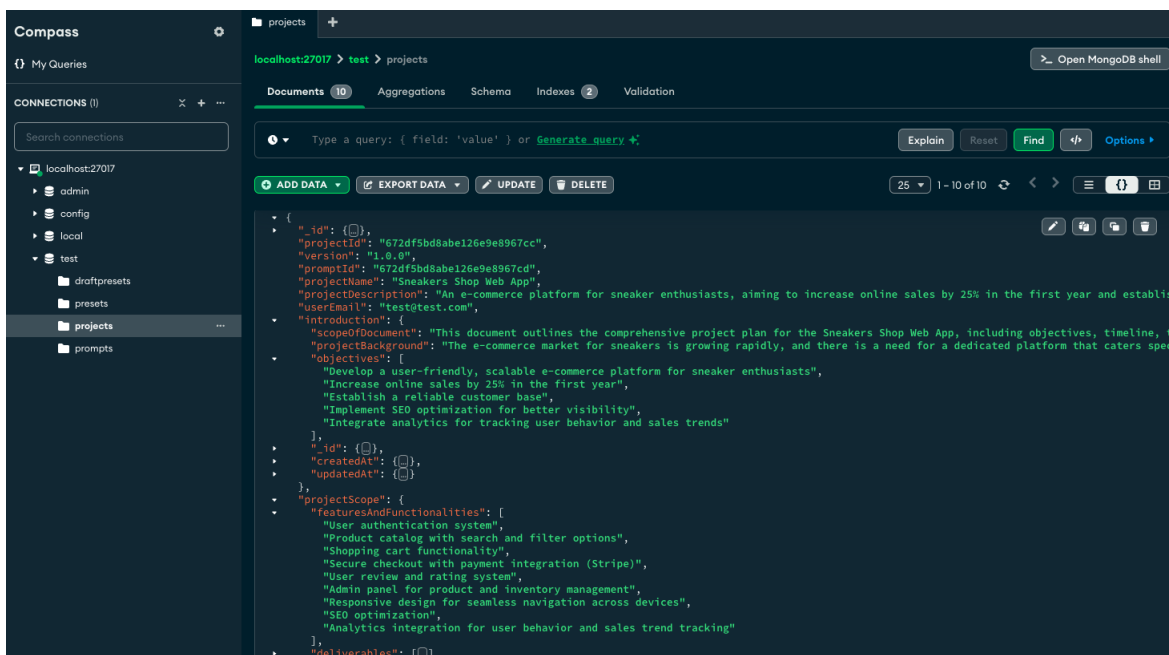 Compass
{} My Queries
CONNECTIONS (1)
Search connections
localhost:27017
admin
config
local
test
draftpresets
presets
projects
prompts
projects
localhost:27017 > test > projects
>_ Open MongoDB shell
Documents 10 Aggregations Schema Indexes 2 Validation
Type a query: { field: 'value' } or Generate query
Explain Reset Find </> Options
ADD DATA EXPORT DATA UPDATE DELETE
25 1 – 10 of 10 {}
{
"_id": {…},
"projectId": "672df5bd8abe126e9e8967cc",
"version": "1.0.0",
"promptId": "672df5bd8abe126e9e8967cd",
"projectName": "Sneakers Shop Web App",
"projectDescription": "An e-commerce platform for sneaker enthusiasts, aiming to increase online sales by 25% in the first year and establis
"userEmail": "test@test.com",
"introduction": {
"scopeOfDocument": "This document outlines the comprehensive project plan for the Sneakers Shop Web App, including objectives, timeline,
"projectBackground": "The e-commerce market for sneakers is growing rapidly, and there is a need for a dedicated platform that caters spec
"objectives": [
"Develop a user-friendly, scalable e-commerce platform for sneaker enthusiasts",
"Increase online sales by 25% in the first year",
"Establish a reliable customer base",
"Implement SEO optimization for better visibility",
"Integrate analytics for tracking user behavior and sales trends"
],
"_id": {…},
"createdAt": {…},
"updatedAt": {…}
},
"projectScope": {
"featuresAndFunctionalities": [
"User authentication system",
"Product catalog with search and filter options",
"Shopping cart functionality",
"Secure checkout with payment integration (Stripe)",
"User review and rating system",
"Admin panel for product and inventory management",
"Responsive design for seamless navigation across devices",
"SEO optimization",
"Analytics integration for user behavior and sales trend tracking"
],
"deliverables": […]